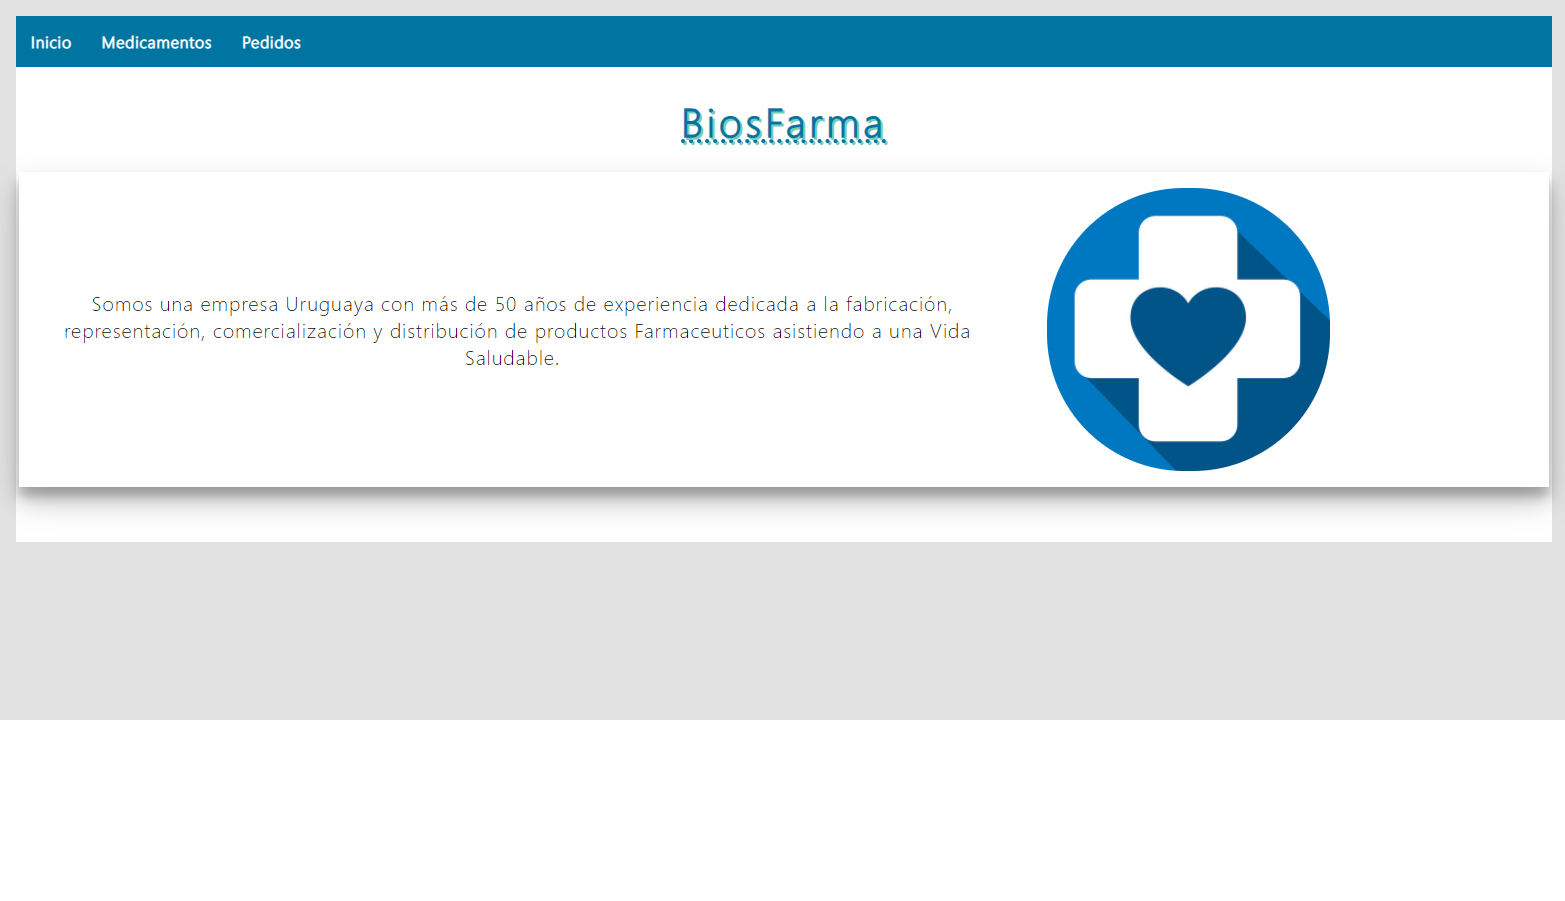 Inicio Medicamentos Pedidos
BiosFarma
Somos una empresa Uruguaya con más de 50 años de experiencia dedicada a la fabricación,
representación, comercialización y distribución de productos Farmaceuticos asistiendo a una Vida
Saludable.